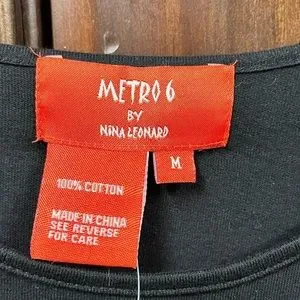 METRO 6
BY
NiNA LEONARD
M
100% COTTON
MADE IN CHINA
SEE REVERSE
FOR CARE